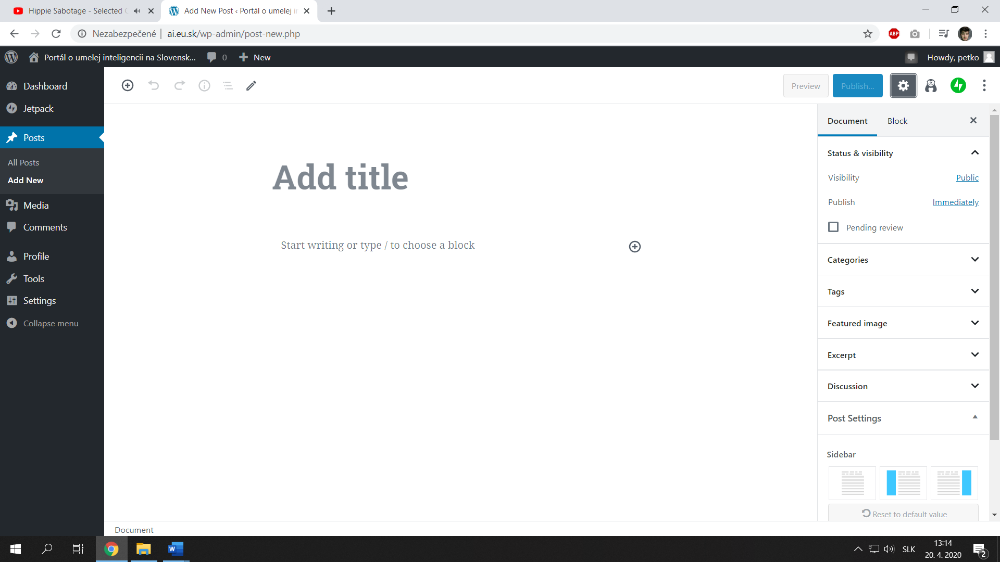 Hippie Sabotage - Selected
Add New Post ‹ Portál o umelej i
Nezabezpečené
ai.eu.sk/wp-admin/post-new.php
ABP
Portál o umelej inteligencii na Slovensk...
0
New
Howdy, petko
Dashboard
Jetpack
Posts
All Posts
Add New
Media
Comments
Profile
Tools
Settings
Collapse menu
Preview
Publish...
Add title
Start writing or type / to choose a block
Document
Block
Status & visibility
Visibility
Public
Publish
Immediately
Pending review
Categories
Tags
Featured image
Excerpt
Discussion
Post Settings
Sidebar
Reset to default value
Document
W
SLK
13:14
20. 4. 2020
2